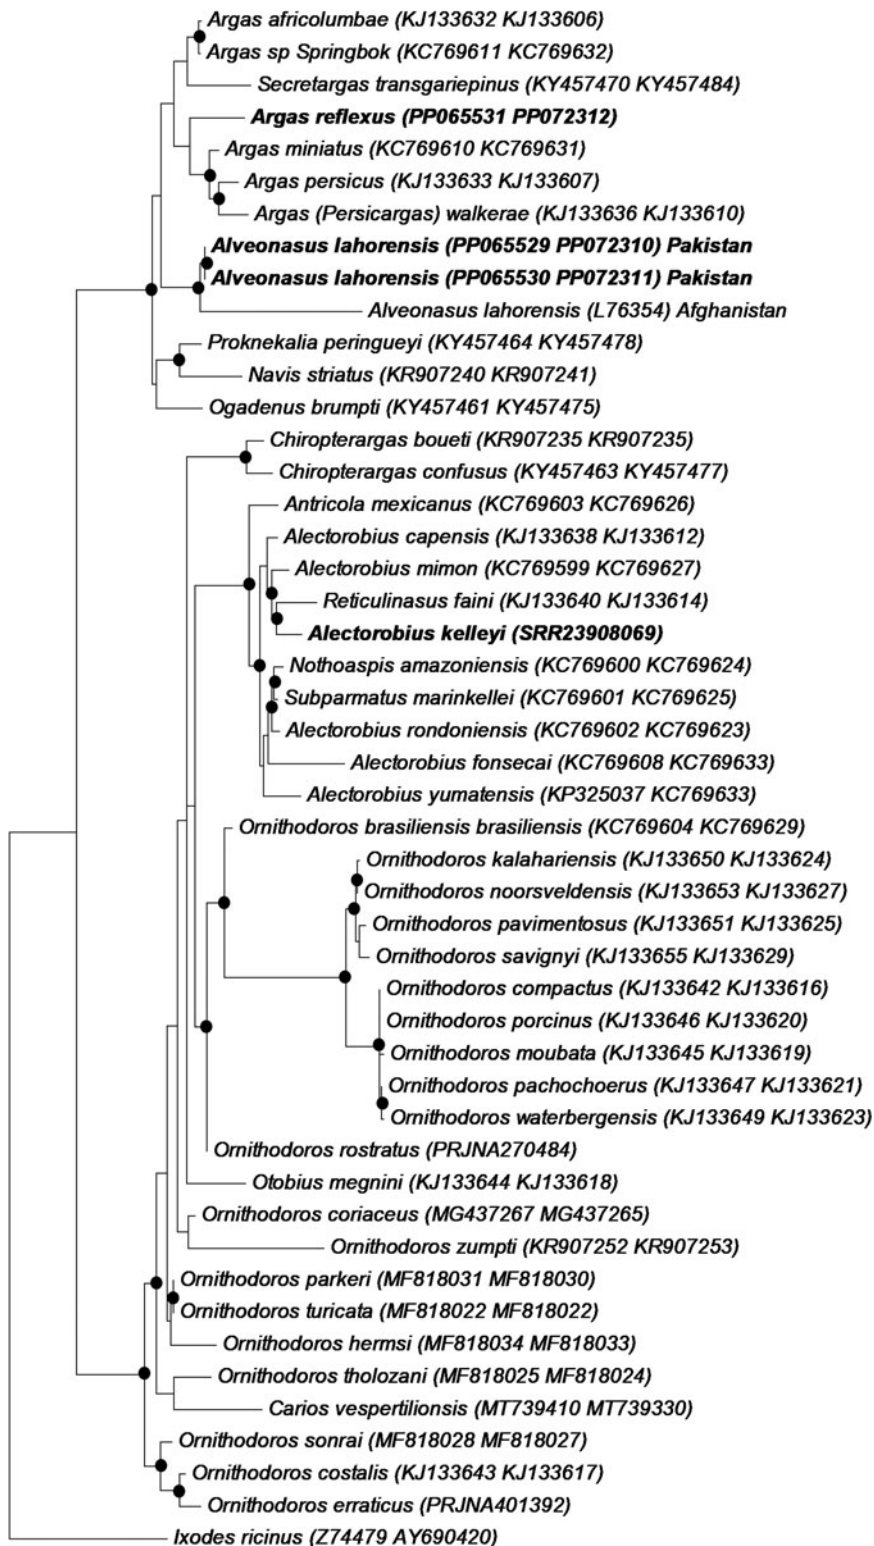 Argas africolumbae (KJ133632 KJ133606)
Argas sp Springbok (KC769611 KC769632)
Secretargas transgariepinus (KY457470 KY457484)
Argas reflexus (PP065531 PP072312)
Argas miniatus (KC769610 KC769631)
Argas persicus (KJ133633 KJ133607)
Argas (Persicargas) walkerae (KJ133636 KJ133610)
Alveonasus lahorensis (PP065529 PP072310) Pakistan
Alveonasus lahorensis (PP065530 PP072311) Pakistan
Alveonasus lahorensis (L76354) Afghanistan
Proknekalia peringueyi (KY457464 KY457478)
Navis striatus (KR907240 KR907241)
Ogadenus brumpti (KY457461 KY457475)
Chiropterargas boueti (KR907235 KR907235)
Chiropterargas confusus (KY457463 KY457477)
Antricola mexicanus (KC769603 KC769626)
Alectorobius capensis (KJ133638 KJ133612)
Alectorobius mimon (KC769599 KC769627)
Reticulinasus faini (KJ133640 KJ133614)
Alectorobius kelleyi (SRR23908069)
Nothoaspis amazoniensis (KC769600 KC769624)
Subparmatus marinkellei (KC769601 KC769625)
Alectorobius rondoniensis (KC769602 KC769623)
Alectorobius fonsecai (KC769608 KC769633)
Alectorobius yumatensis (KP325037 KC769633)
Ornithodoros brasiliensis brasiliensis (KC769604 KC769629)
Ornithodoros kalahariensis (KJ133650 KJ133624)
Ornithodoros noorsveldensis (KJ133653 KJ133627)
Ornithodoros pavimentosus (KJ133651 KJ133625)
Ornithodoros savignyi (KJ133655 KJ133629)
Ornithodoros compactus (KJ133642 KJ133616)
Ornithodoros porcinus (KJ133646 KJ133620)
Ornithodoros moubata (KJ133645 KJ133619)
Ornithodoros pachochoerus (KJ133647 KJ133621)
Ornithodoros waterbergensis (KJ133649 KJ133623)
Ornithodoros rostratus (PRJNA270484)
Otobius megnini (KJ133644 KJ133618)
Ornithodoros coriaceus (MG437267 MG437265)
Ornithodoros zumpti (KR907252 KR907253)
Ornithodoros parkeri (MF818031 MF818030)
Ornithodoros turicata (MF818022 MF818022)
Ornithodoros hermsi (MF818034 MF818033)
Ornithodoros tholozani (MF818025 MF818024)
Carios vespertilionsis (MT739410 MT739330)
Ornithodoros sonrai (MF818028 MF818027)
Ornithodoros costalis (KJ133643 KJ133617)
Ornithodoros erraticus (PRJNA401392)
Ixodes ricinus (Z74479 AY690420)